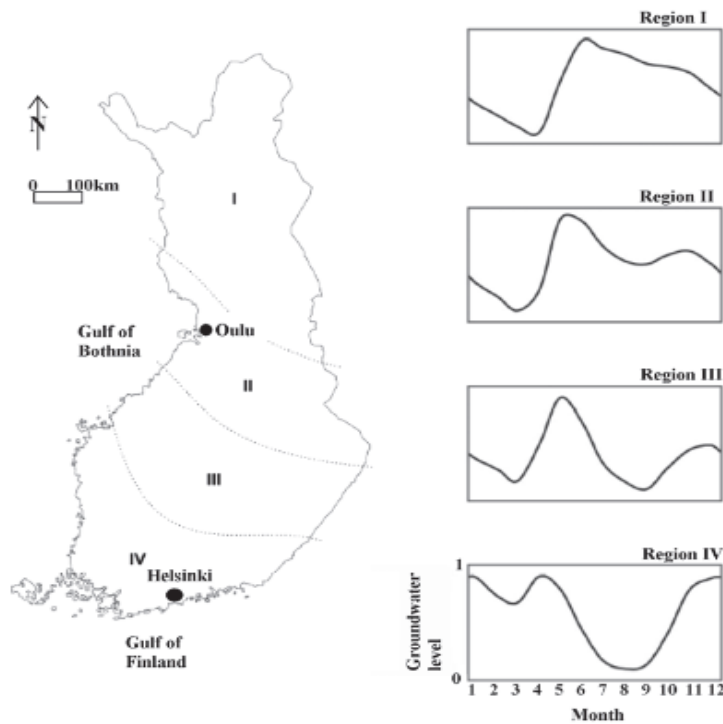 N
0 100km
I
Oulu
Gulf of
Bothnia
II
III
IV
Helsinki
Gulf of
Finland
Region I
Region II
Region III
Region IV
1
Groundwater
level
0
1 2 3 4 5 6 7 8 9 10 11 12
Month